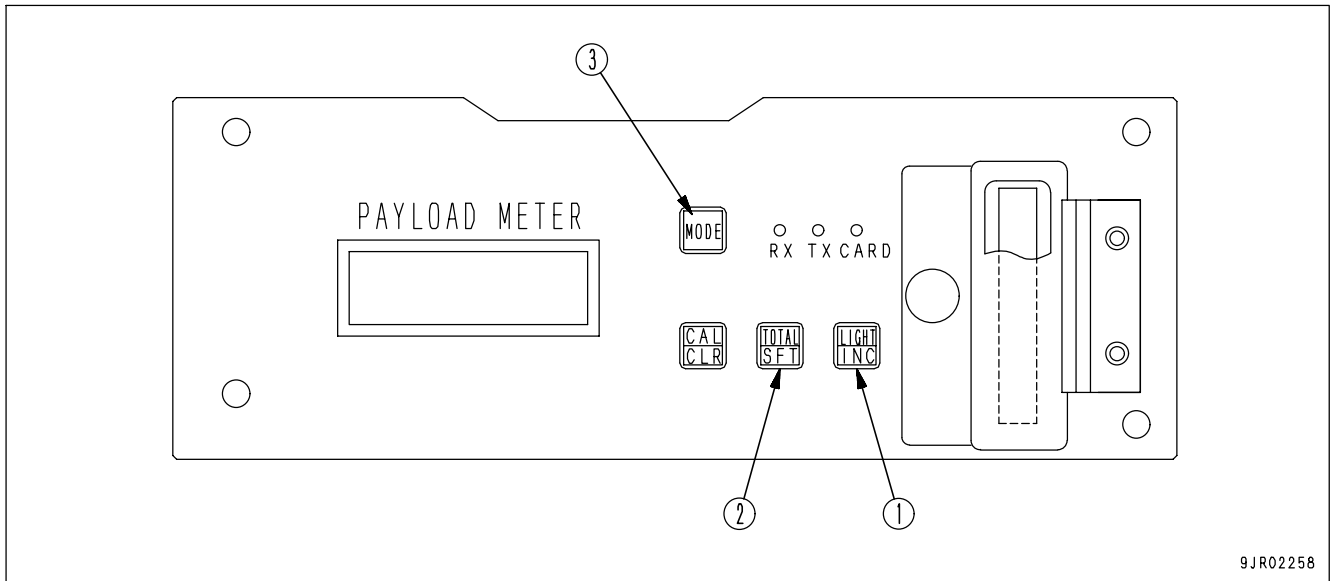 3
PAYLOAD METER
MODE
RX TX CARD
CAL
CLR
TOTAL
SFT
LIGHT
INC
2
1
9JR02258